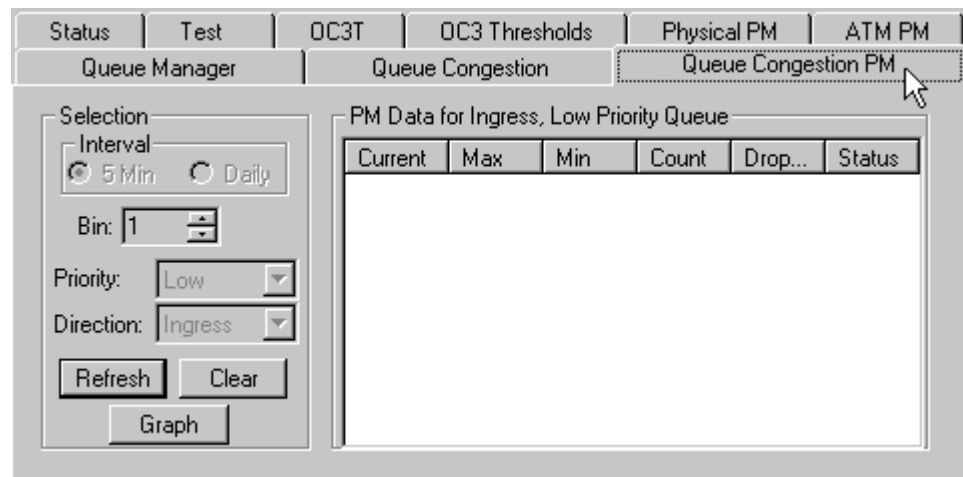 Status Test OC3T OC3 Thresholds Physical PM ATM PM
Queue Manager Queue Congestion Queue Congestion PM
Selection
Interval
5 Min Daily
Bin: 1
Priority: Low
Direction: Ingress
Refresh Clear
Graph
PM Data for Ingress, Low Priority Queue
Current Max Min Count Drop... Status